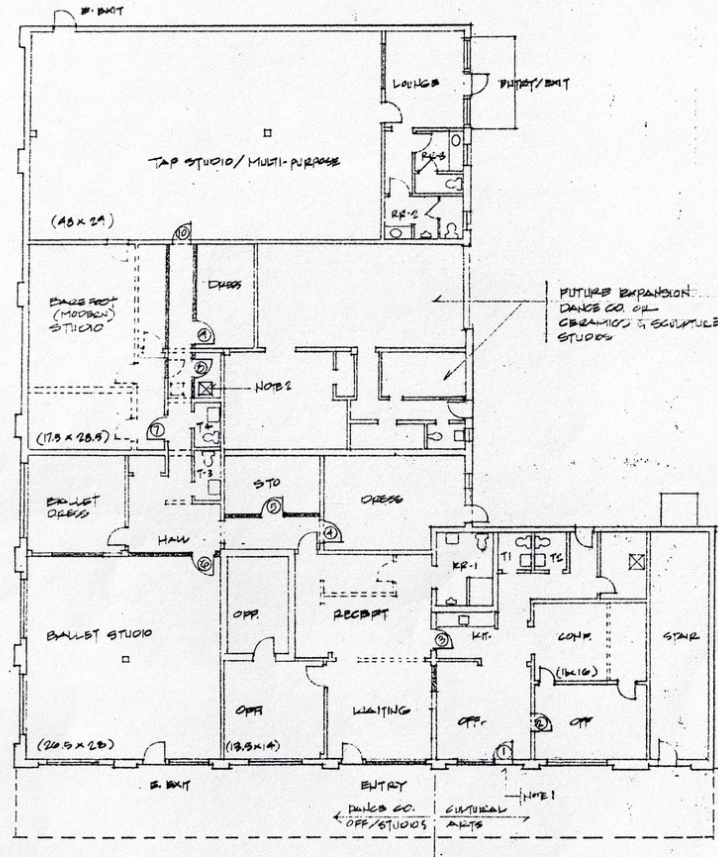 E. EXIT
LOUNGE
ENTRY/EXIT
RR-3
TAP STUDIO/MULTI-PURPOSE
RR-2
(48 x 29)
10
DRESS
BAREFOOT
(MODERN)
STUDIO
FUTURE EXPANSION
DANCE CO. OR
CERAMICS & SCULPTURE
STUDIOS
9
8
NOTE 2
T4
7
(17.5 x 28.5)
T-3
STO
BALLET
DRESS
DRESS
5
HALL
4
6
RR-1
T1
T2
OFF.
RECEPT
BALLET STUDIO
KIT.
CONF.
STAIR
3
(11x16)
OFF
WAITING
OFF.
2
OFF
(26.5 x 28)
(13.5x14)
1
E. EXIT
ENTRY
NOTE 1
DANCE CO.
OFF/STUDIOS
CULTURAL
ARTS